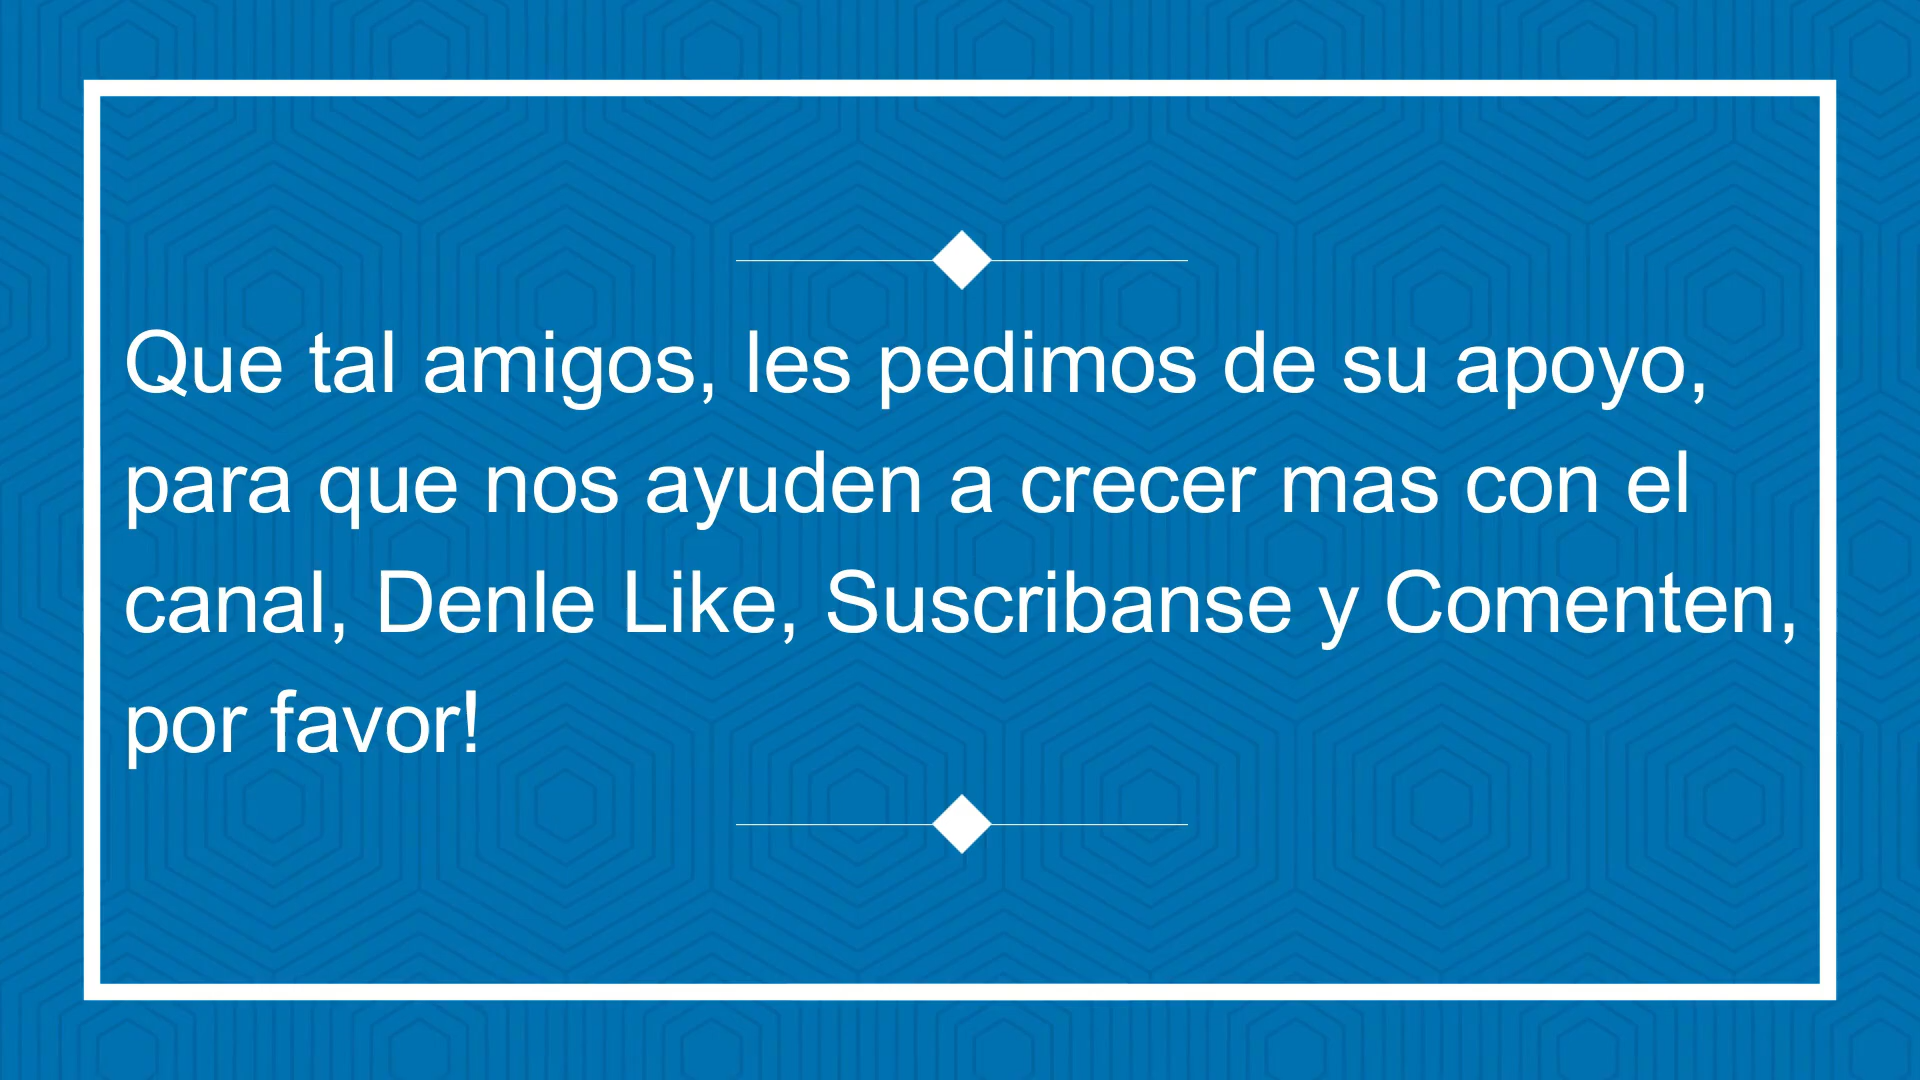 Que tal amigos, les pedimos de su apoyo,
para que nos ayuden a crecer mas con el
canal, Denle Like, Suscribanse y Comenten,
por favor!